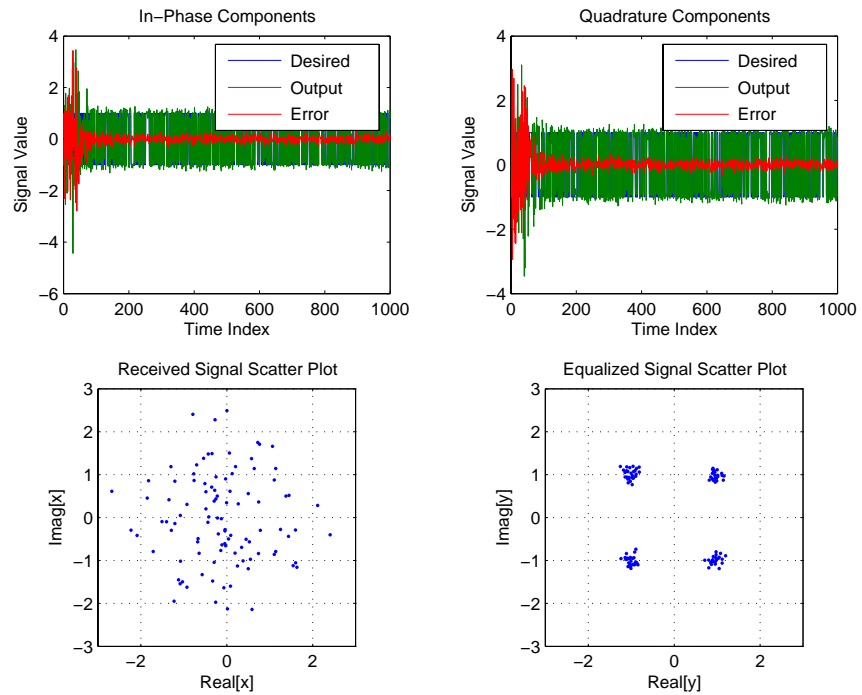 In−Phase Components
Signal Value
4
2
0
−2
−4
−6
0
200
400
600
800
1000
Time Index
Desired
Output
Error
Quadrature Components
Signal Value
4
2
0
−2
−4
0
200
400
600
800
1000
Time Index
Desired
Output
Error
Received Signal Scatter Plot
Imag[x]
3
2
1
0
−1
−2
−3
−2
0
2
Real[x]
Equalized Signal Scatter Plot
Imag[y]
3
2
1
0
−1
−2
−3
−2
0
2
Real[y]